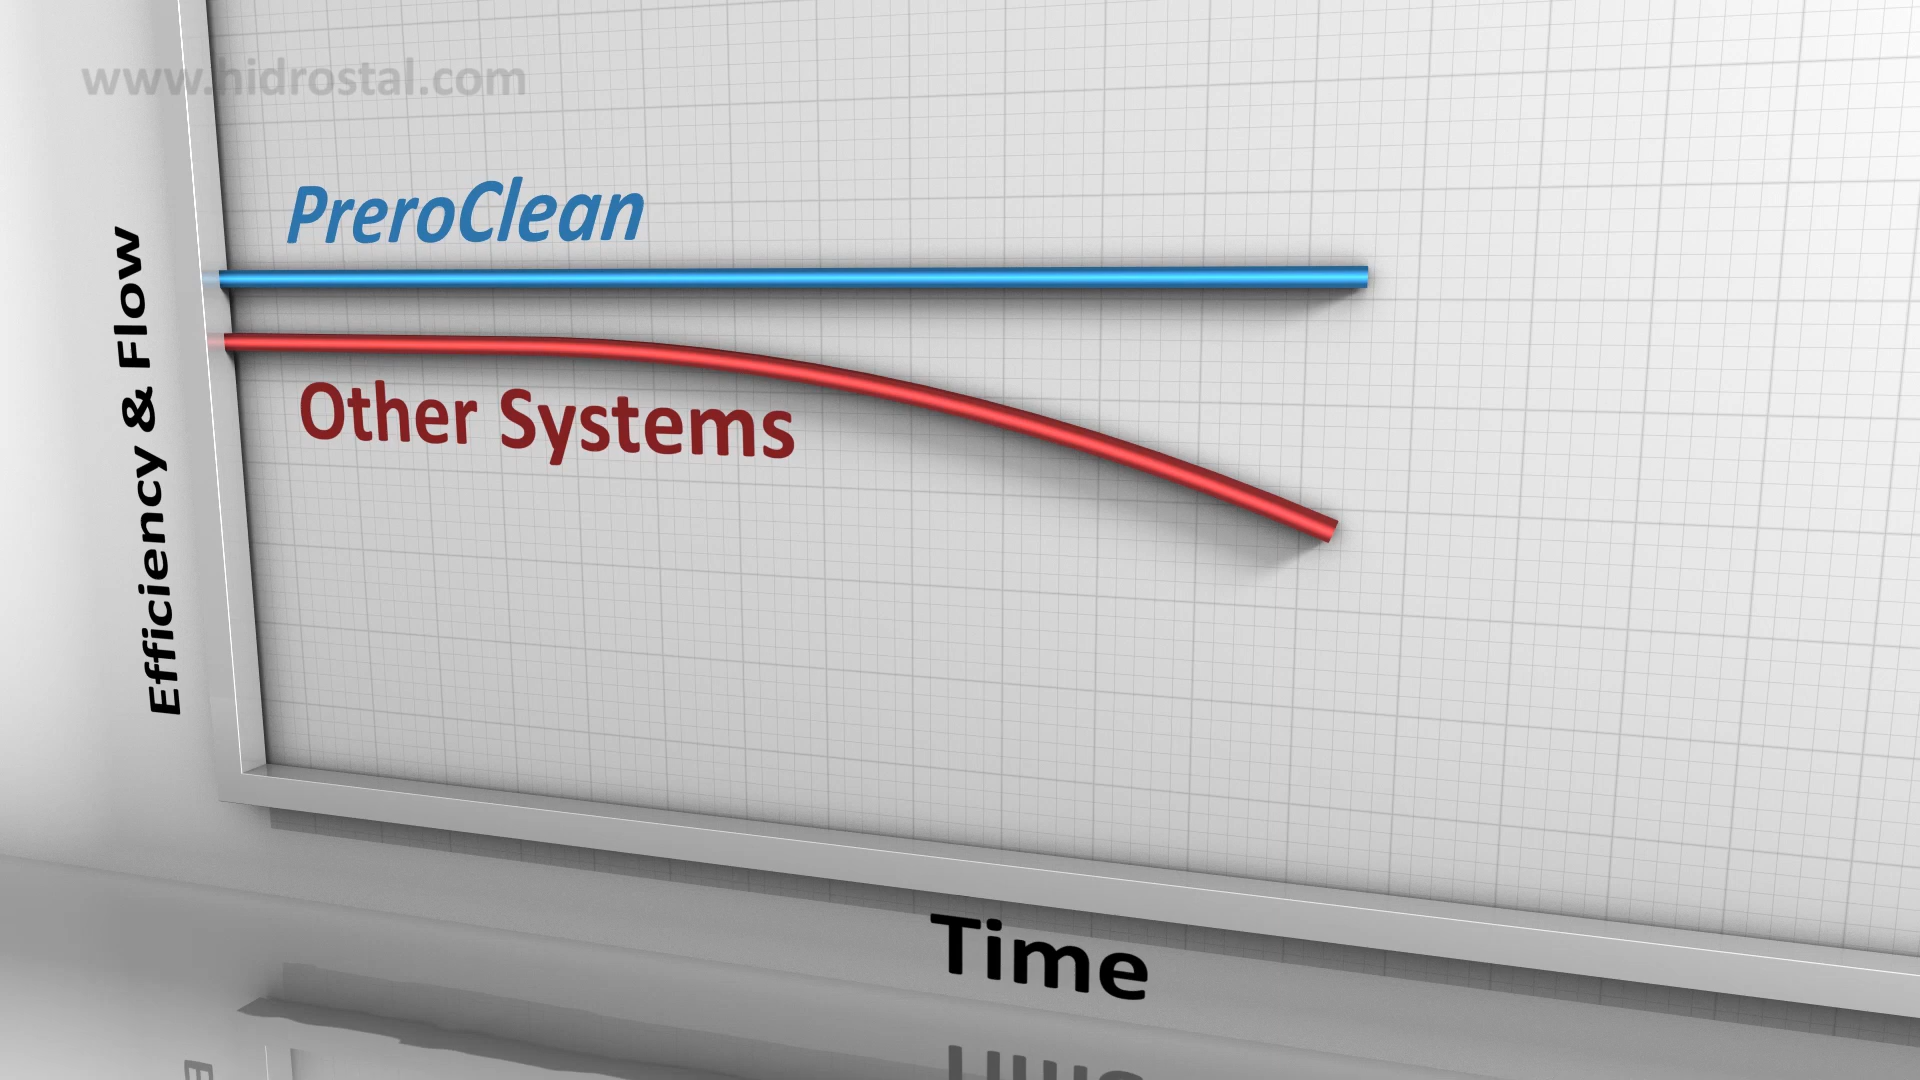 www.hidrostal.com
PreroClean
Other Systems
Efficiency & Flow
Time